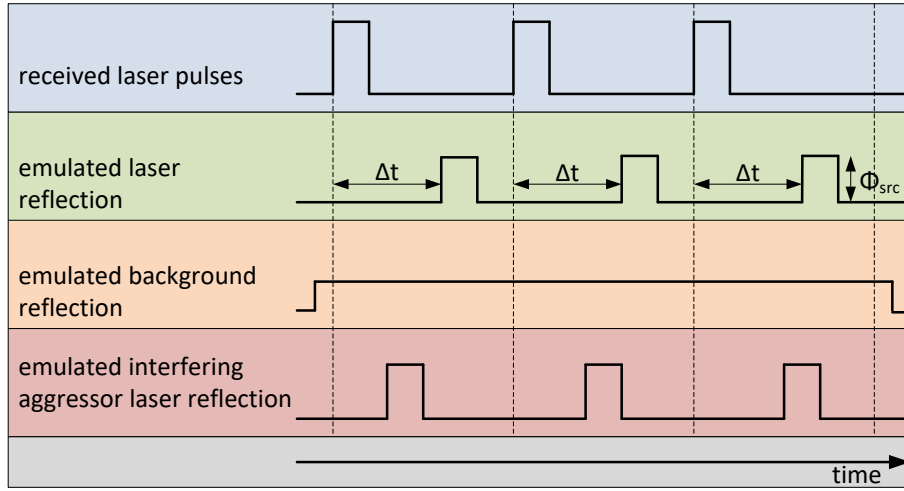 received laser pulses
emulated laser
reflection
Δt
Δt
Δt
Φsrc
emulated background
reflection
emulated interfering
aggressor laser reflection
time